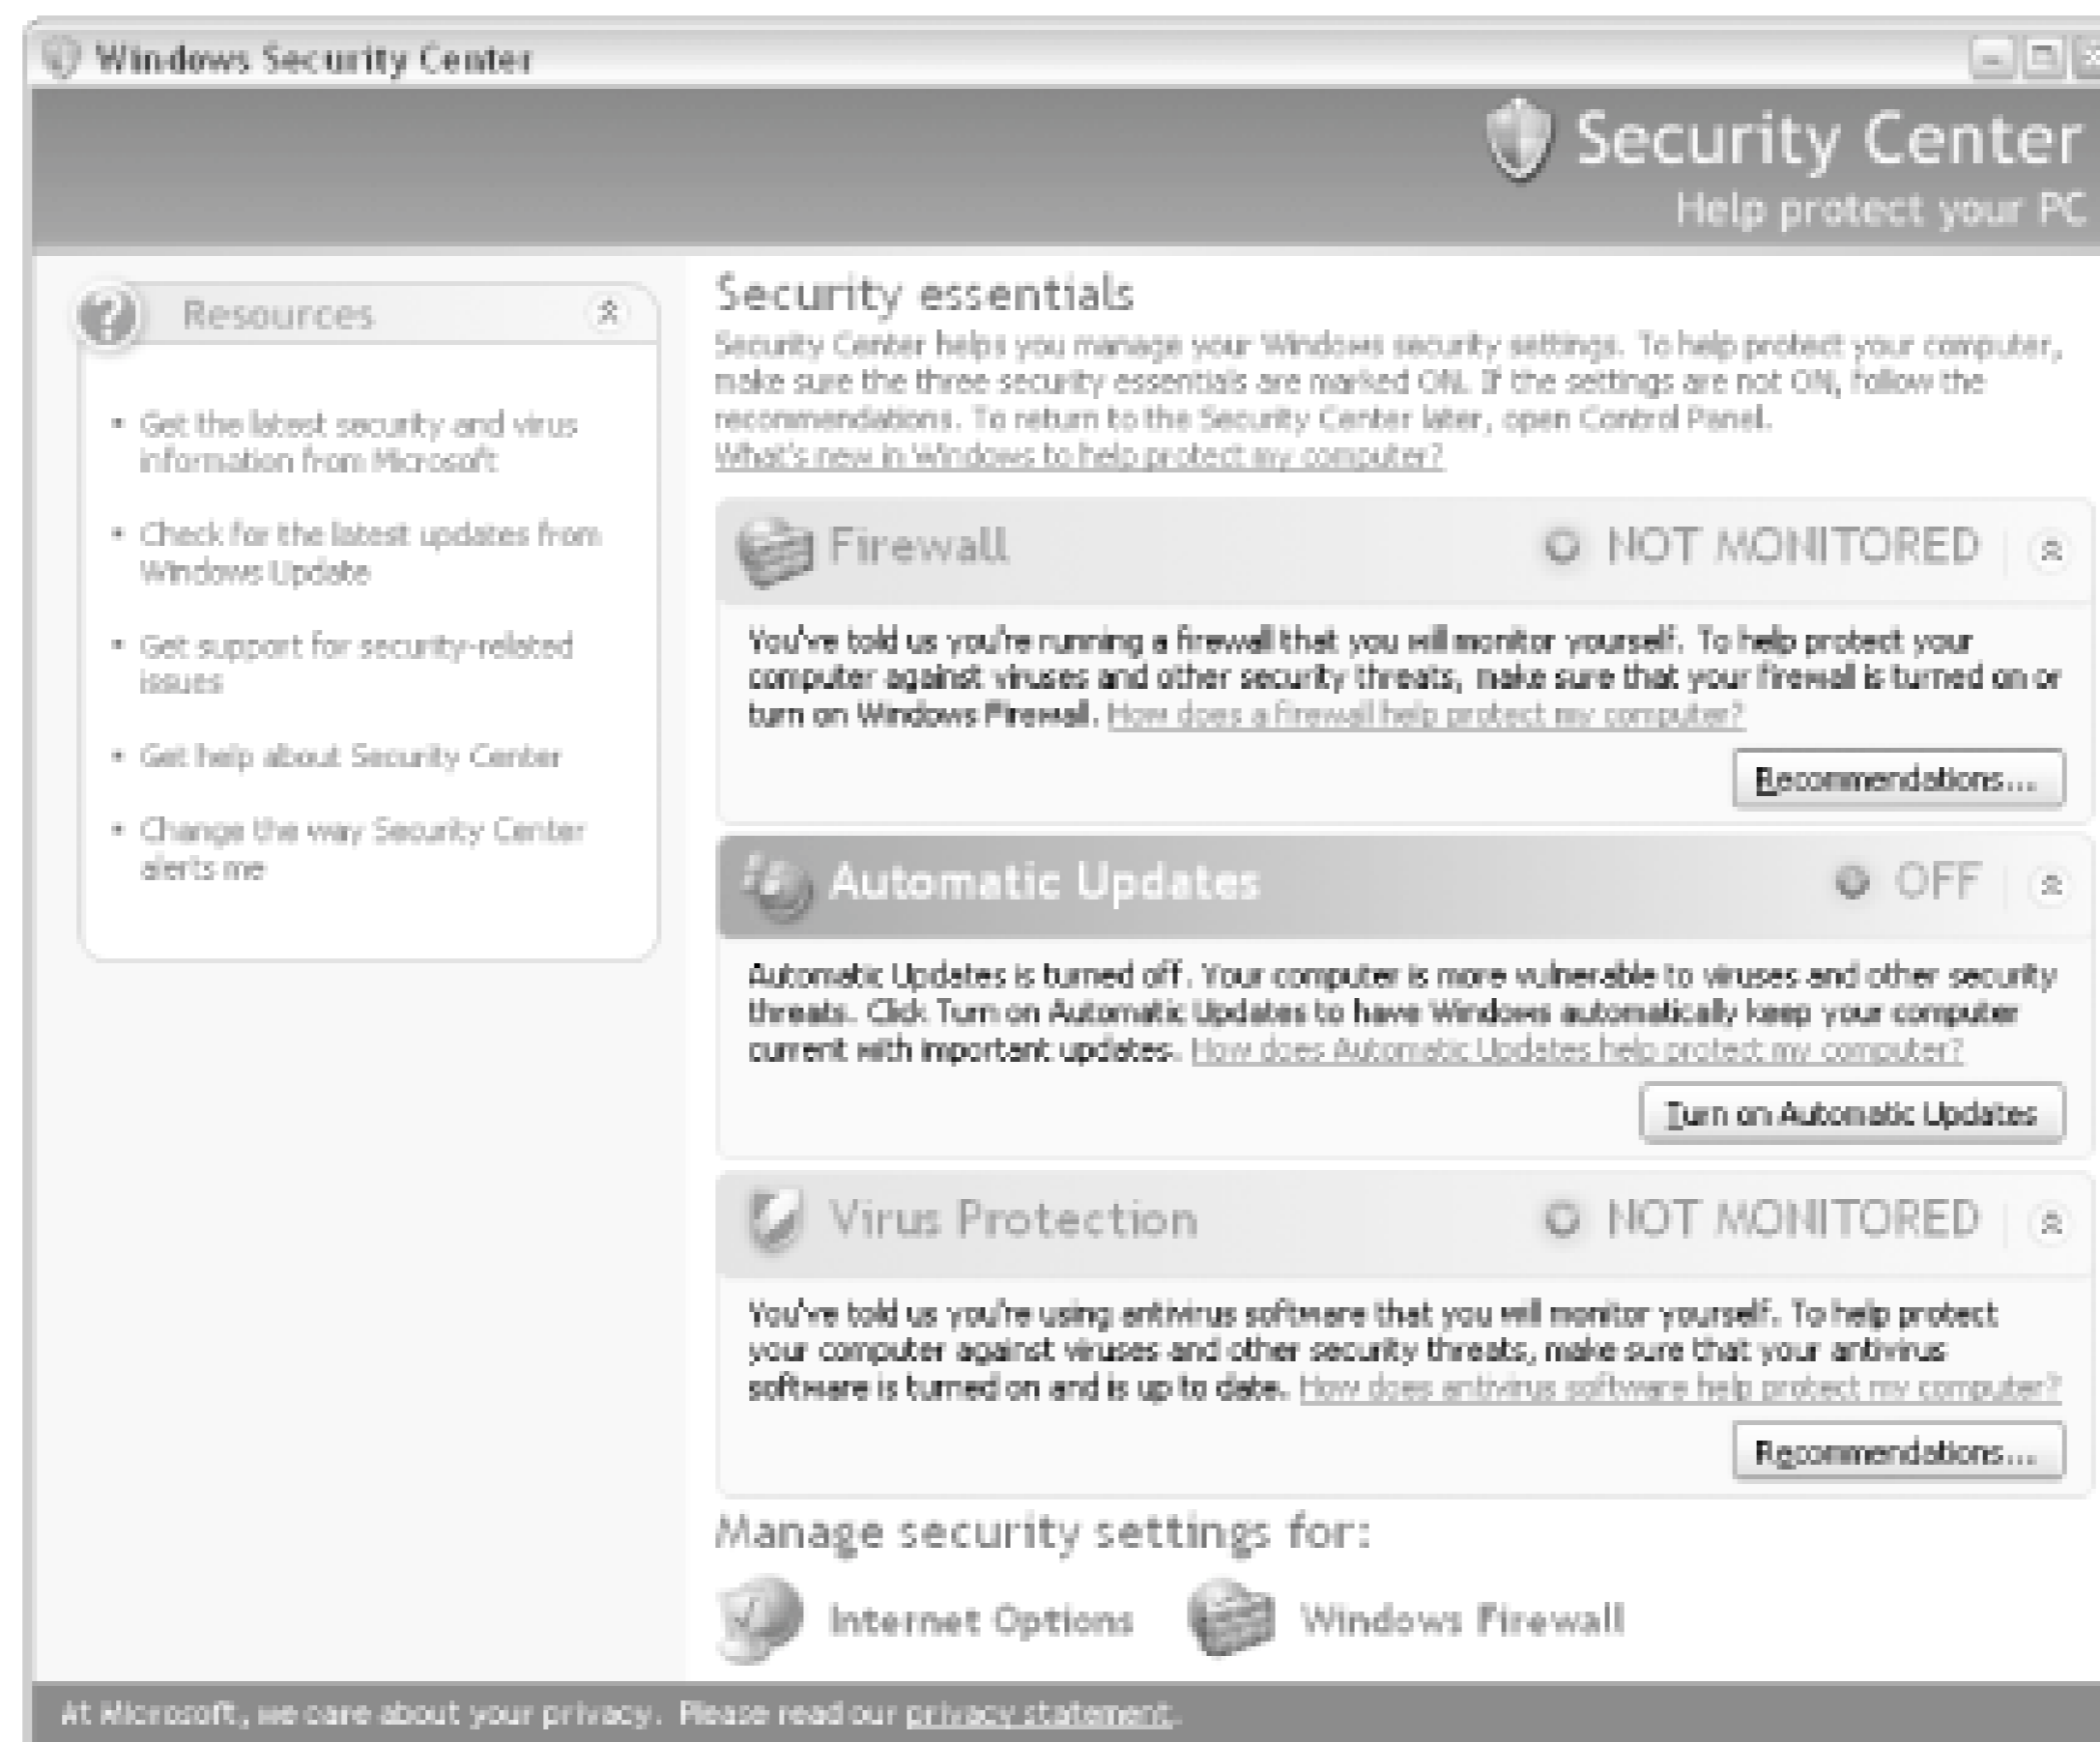 Windows Security Center
Security Center
Help protect your PC
Resources
Get the latest security and virus
information from Microsoft
Check for the latest updates from
Windows Update
Get support for security-related
issues
Get help about Security Center
Change the way Security Center
alerts me
Security essentials
Security Center helps you manage your Windows security settings. To help protect your computer,
make sure the three security essentials are marked ON. If the settings are not ON, follow the
recommendations. To return to the Security Center later, open Control Panel.
What's new in Windows to help protect my computer?
Firewall
NOT MONITORED
You've told us you're running a firewall that you will monitor yourself. To help protect your
computer against viruses and other security threats, make sure that your firewall is turned on or
turn on Windows Firewall. How does a firewall help protect my computer?
Recommendations...
Automatic Updates
OFF
Automatic Updates is turned off. Your computer is more vulnerable to viruses and other security
threats. Click Turn on Automatic Updates to have Windows automatically keep your computer
current with important updates. How does Automatic Updates help protect my computer?
Turn on Automatic Updates
Virus Protection
NOT MONITORED
You've told us you're using antivirus software that you will monitor yourself. To help protect
your computer against viruses and other security threats, make sure that your antivirus
software is turned on and is up to date. How does antivirus software help protect my computer?
Recommendations...
Manage security settings for:
Internet Options
Windows Firewall
At Microsoft, we care about your privacy. Please read our privacy statement.